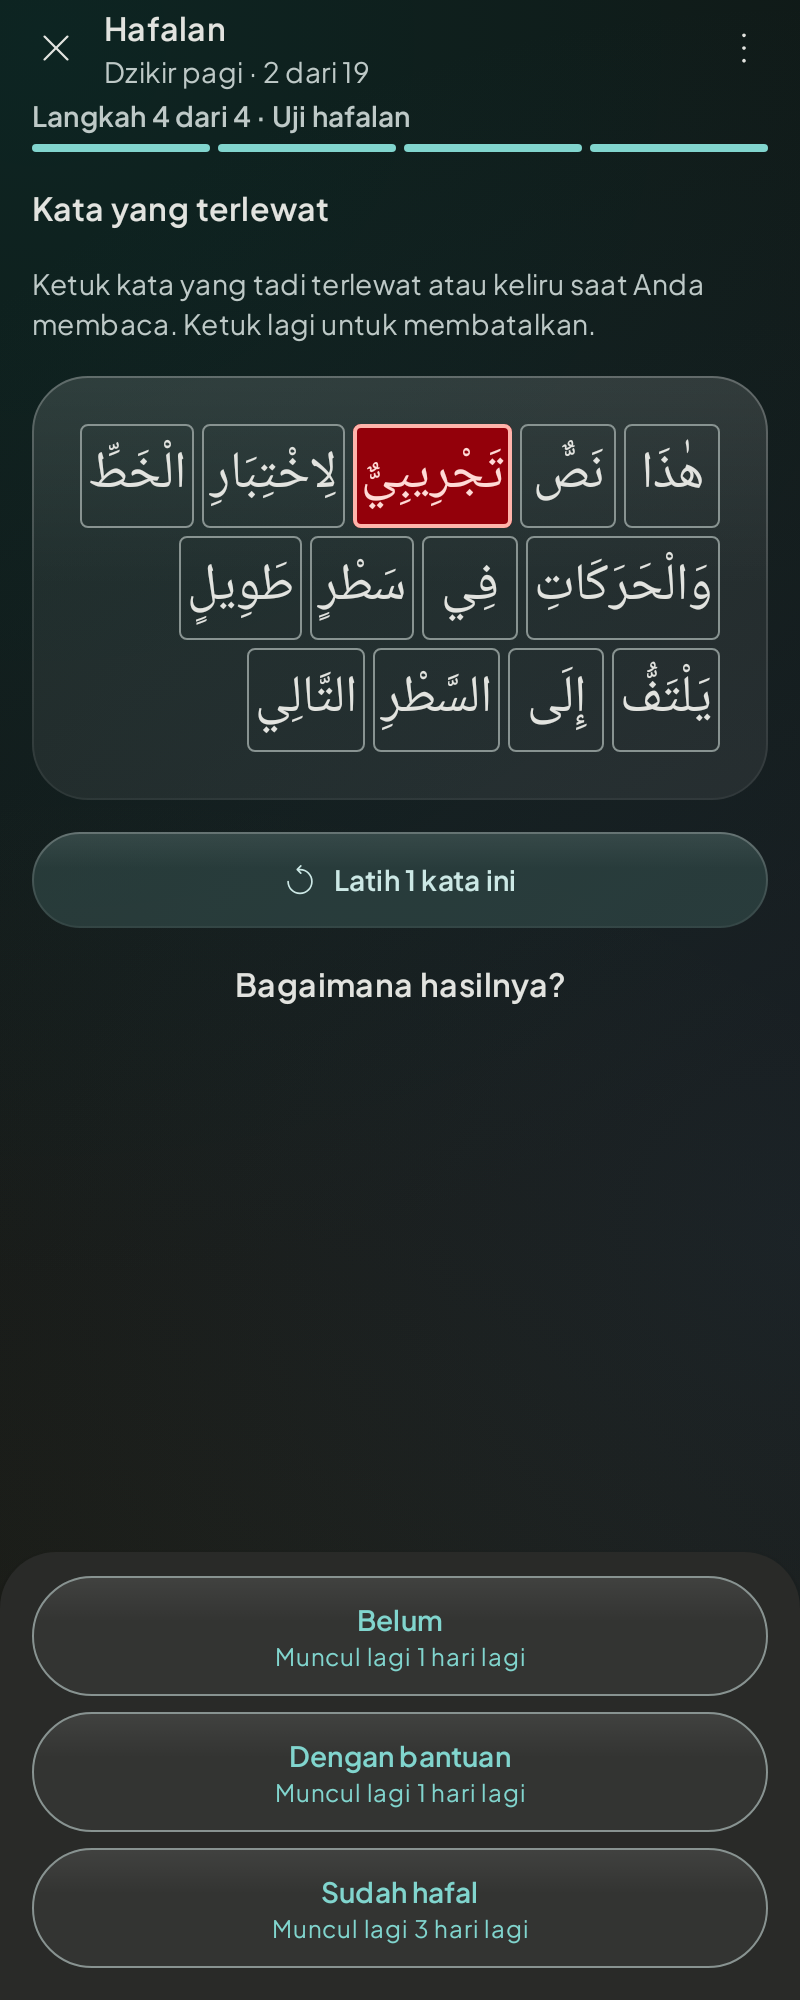 Hafalan
Dzikir pagi · 2 dari 19
Langkah 4 dari 4 · Uji hafalan
Kata yang terlewat
Ketuk kata yang tadi terlewat atau keliru saat Anda
membaca. Ketuk lagi untuk membatalkan.
هٰذَا نَصٌّ تَجْرِيبِيٌّ لِاخْتِبَارِ الْخَطِّ
وَالْحَرَكَاتِ فِي سَطْرٍ طَوِيلٍ
يَلْتَفُّ إِلَى السَّطْرِ التَّالِي
Latih 1 kata ini
Bagaimana hasilnya?
Belum
Muncul lagi 1 hari lagi
Dengan bantuan
Muncul lagi 1 hari lagi
Sudah hafal
Muncul lagi 3 hari lagi